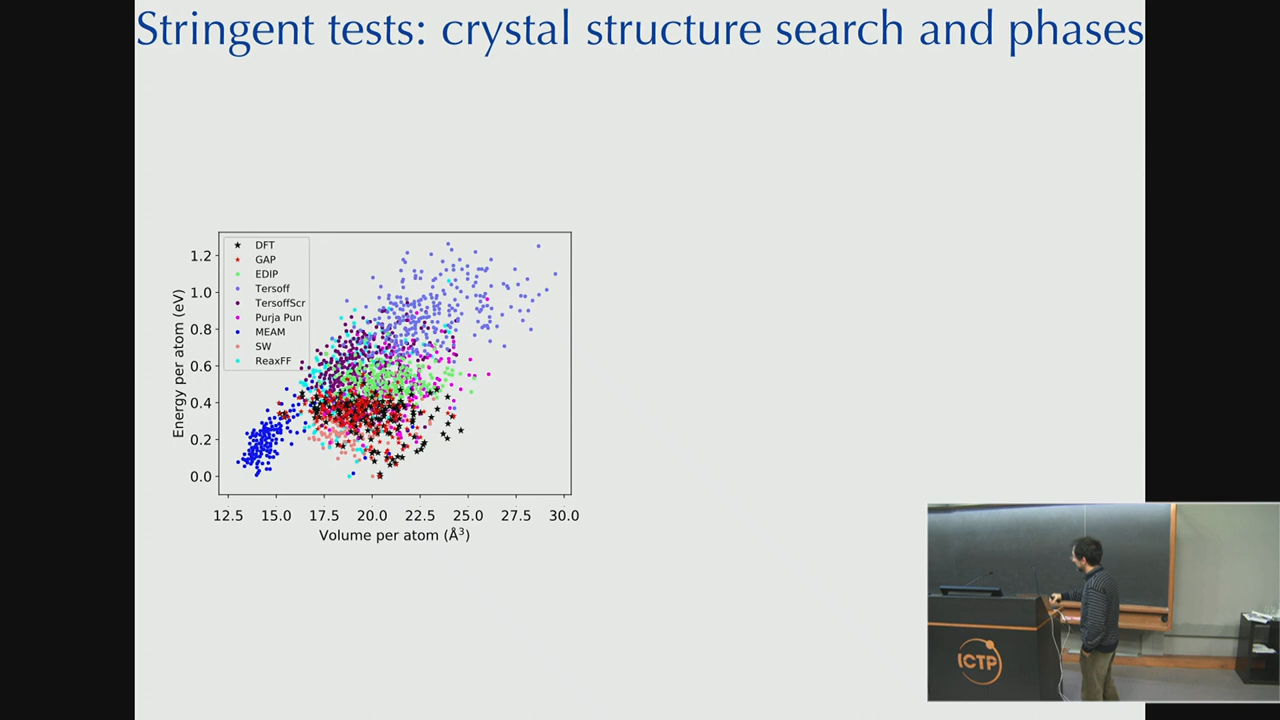 Stringent tests: crystal structure search and phases
DFT
GAP
EDIP
Tersoff
TersoffScr
Purja Pun
MEAM
SW
ReaxFF
Energy per atom (eV)
1.2
1.0
0.8
0.6
0.4
0.2
0.0
12.5 15.0 17.5 20.0 22.5 25.0 27.5 30.0
Volume per atom (Å³)
ICTP